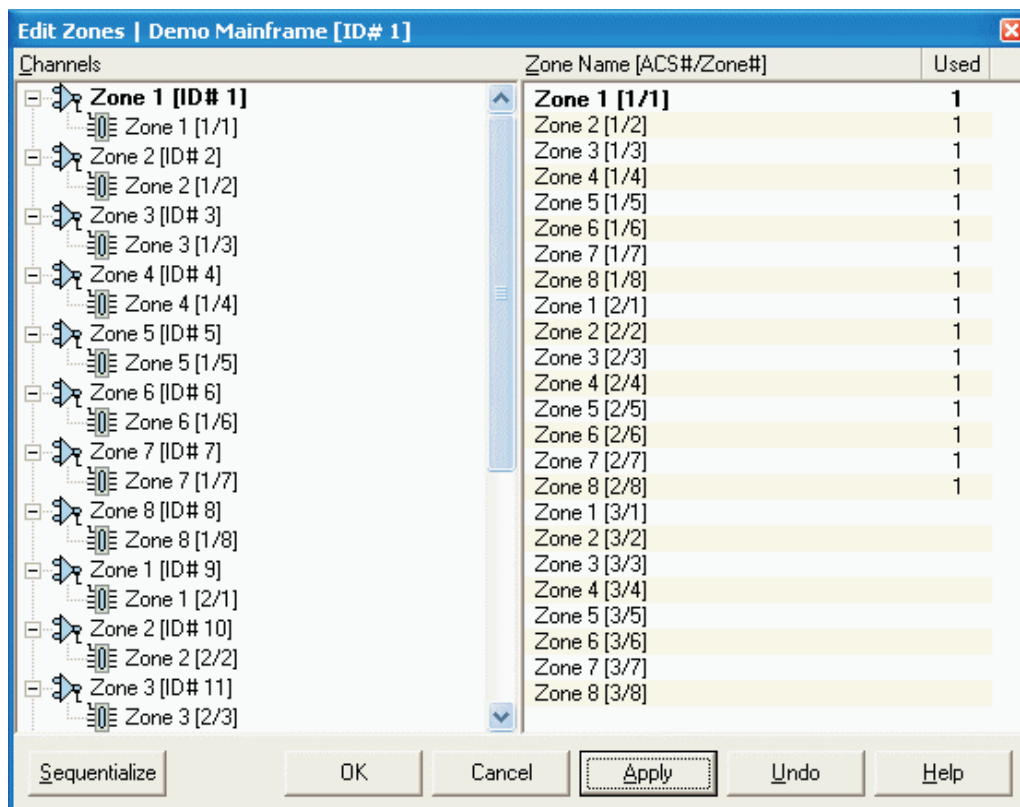 Edit Zones | Demo Mainframe [ID# 1]
Channels
Zone 1 [ID# 1]
Zone 1 [1/1]
Zone 2 [ID# 2]
Zone 2 [1/2]
Zone 3 [ID# 3]
Zone 3 [1/3]
Zone 4 [ID# 4]
Zone 4 [1/4]
Zone 5 [ID# 5]
Zone 5 [1/5]
Zone 6 [ID# 6]
Zone 6 [1/6]
Zone 7 [ID# 7]
Zone 7 [1/7]
Zone 8 [ID# 8]
Zone 8 [1/8]
Zone 1 [ID# 9]
Zone 1 [2/1]
Zone 2 [ID# 10]
Zone 2 [2/2]
Zone 3 [ID# 11]
Zone 3 [2/3]
Zone Name [ACS#/Zone#] Used
Zone 1 [1/1] 1
Zone 2 [1/2] 1
Zone 3 [1/3] 1
Zone 4 [1/4] 1
Zone 5 [1/5] 1
Zone 6 [1/6] 1
Zone 7 [1/7] 1
Zone 8 [1/8] 1
Zone 1 [2/1] 1
Zone 2 [2/2] 1
Zone 3 [2/3] 1
Zone 4 [2/4] 1
Zone 5 [2/5] 1
Zone 6 [2/6] 1
Zone 7 [2/7] 1
Zone 8 [2/8] 1
Zone 1 [3/1]
Zone 2 [3/2]
Zone 3 [3/3]
Zone 4 [3/4]
Zone 5 [3/5]
Zone 6 [3/6]
Zone 7 [3/7]
Zone 8 [3/8]
Sequentialize OK Cancel Apply Undo Help